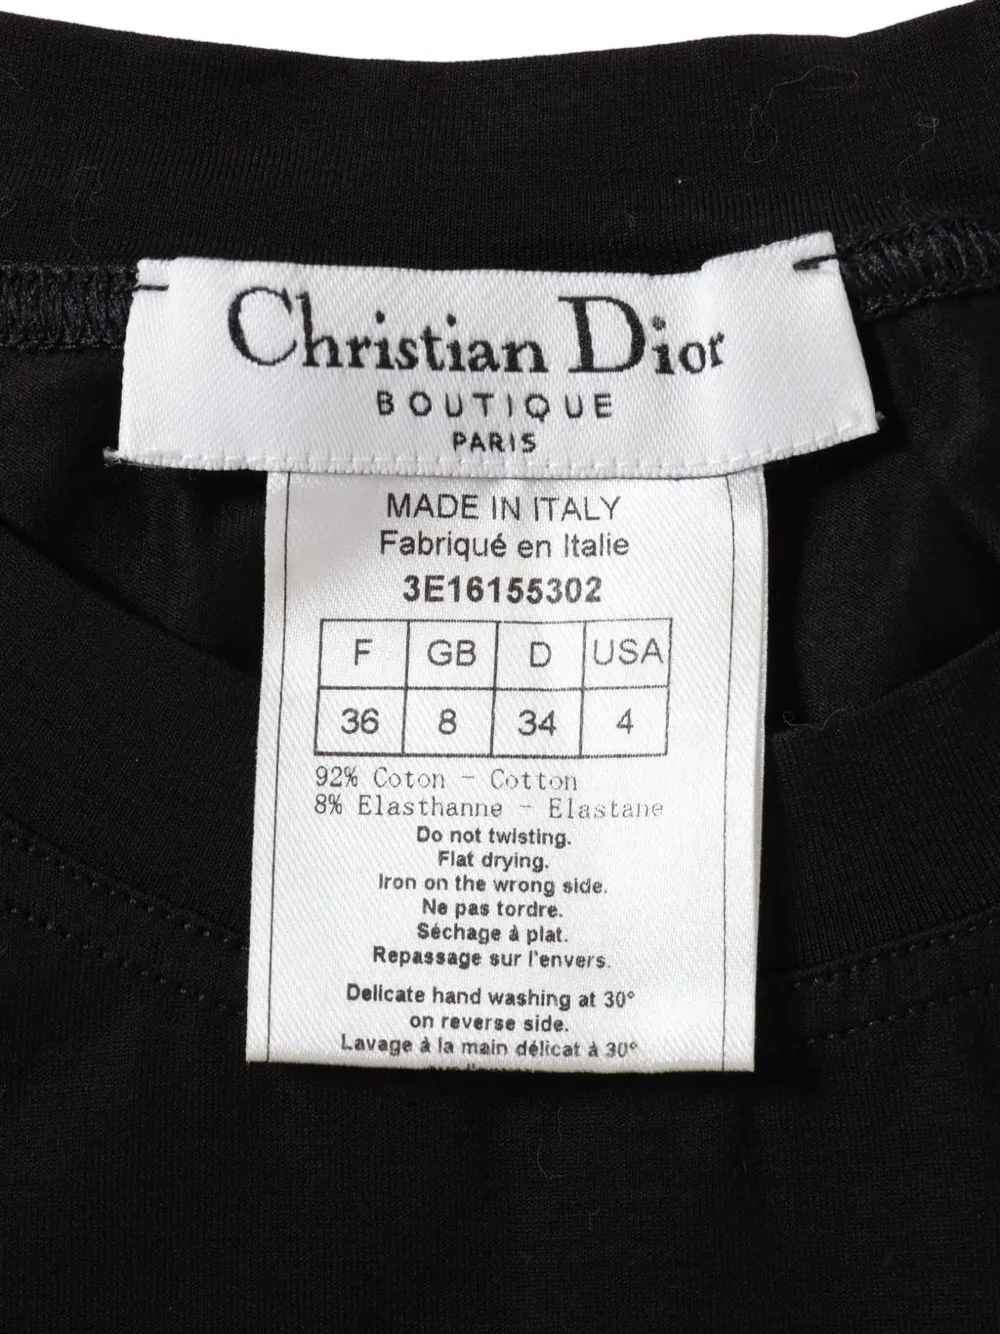 Christian Dior
BOUTIQUE
PARIS
MADE IN ITALY
Fabriqué en Italie
3E16155302
F GB D USA
36 8 34 4
92% Coton - Cotton
8% Elasthanne - Elastane
Do not twisting.
Flat drying.
Iron on the wrong side.
Ne pas tordre.
Séchage à plat.
Repassage sur l'envers.
Delicate hand washing at 30°
on reverse side.
Lavage à la main délicat à 30°